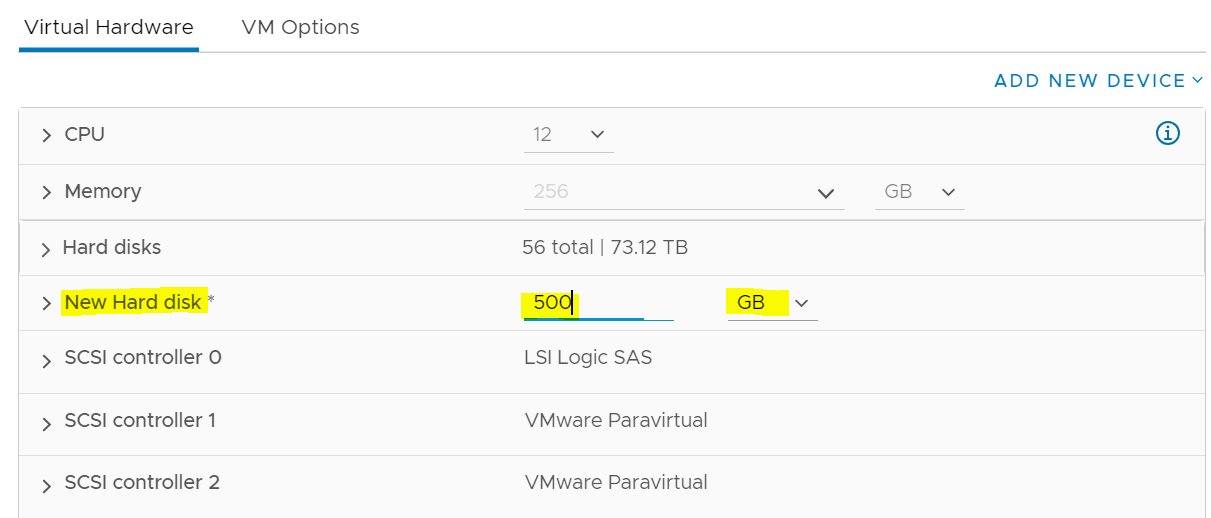 Virtual Hardware VM Options
ADD NEW DEVICE
CPU 12
Memory 256 GB
Hard disks 56 total | 73.12 TB
New Hard disk * 500 GB
SCSI controller 0 LSI Logic SAS
SCSI controller 1 VMware Paravirtual
SCSI controller 2 VMware Paravirtual